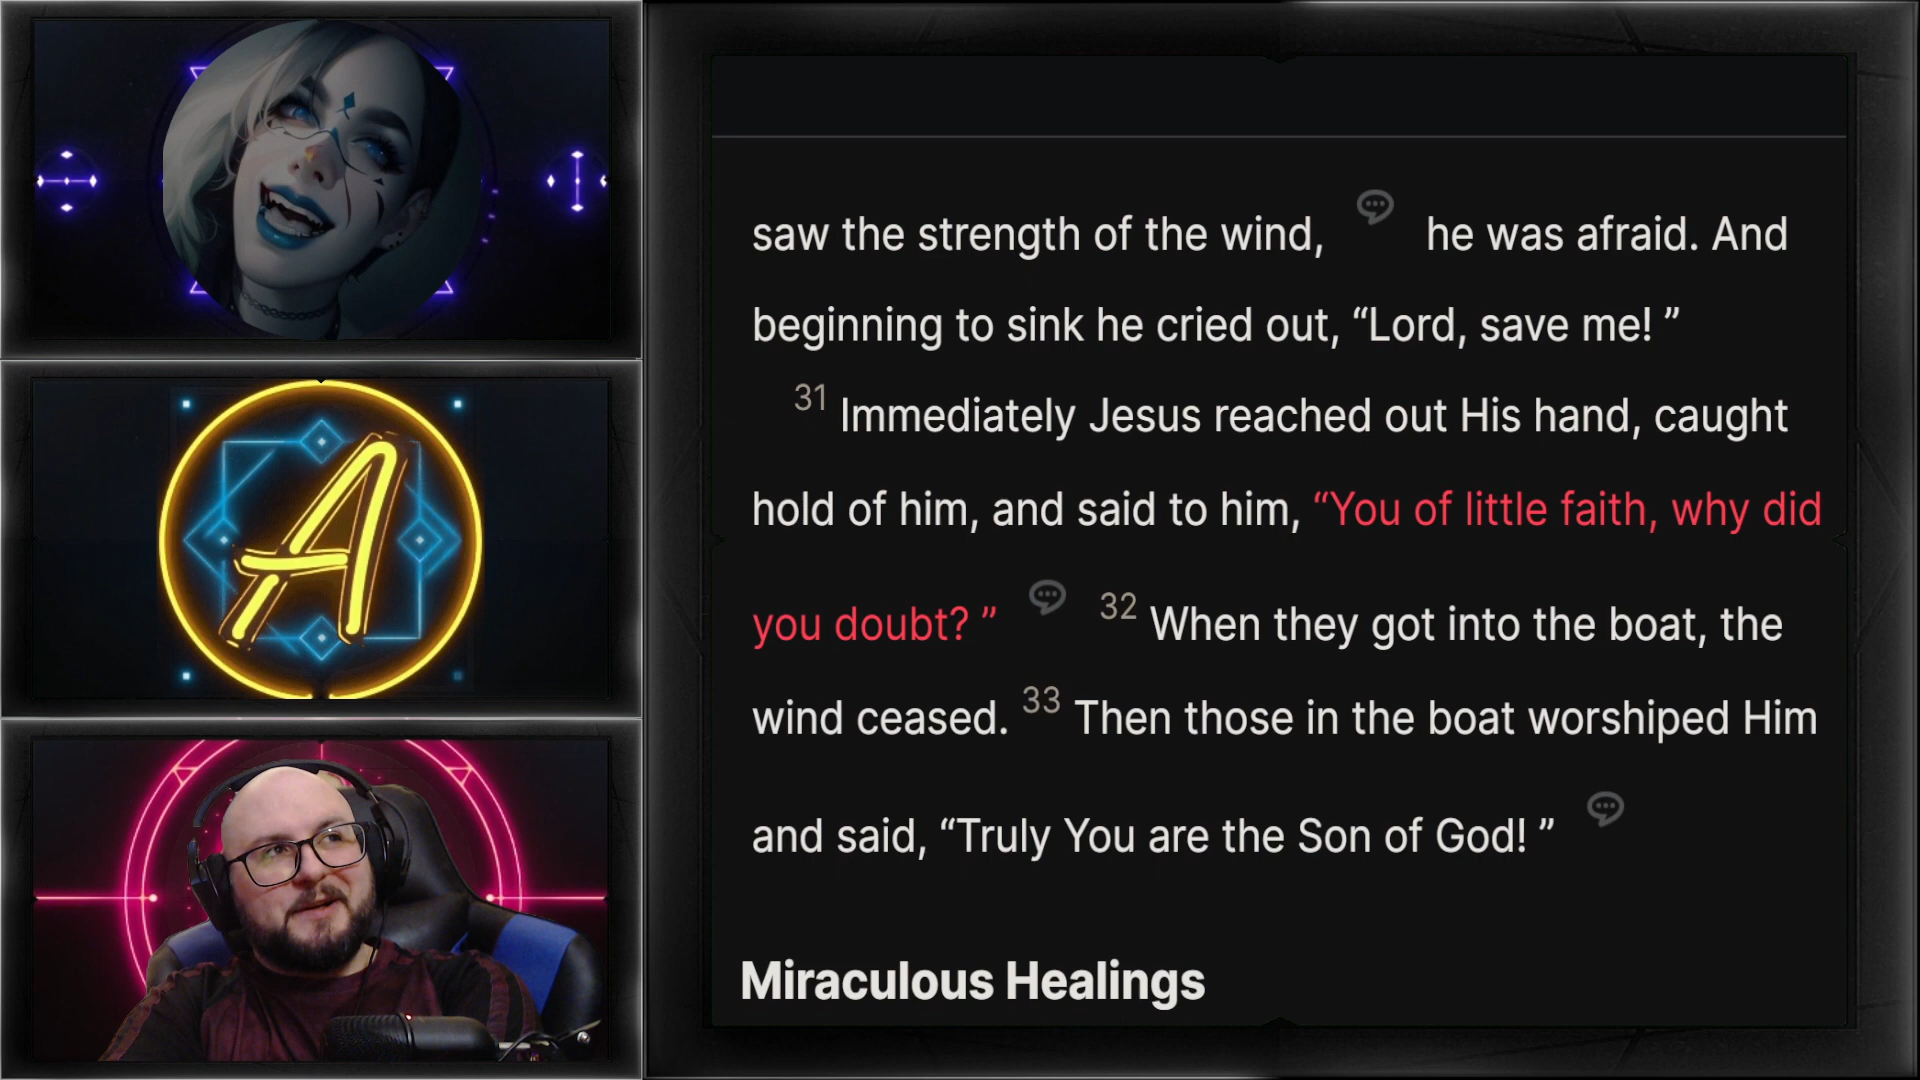 A
saw the strength of the wind, he was afraid. And
beginning to sink he cried out, “Lord, save me! ”
31 Immediately Jesus reached out His hand, caught
hold of him, and said to him, “You of little faith, why did
you doubt? ” 32 When they got into the boat, the
wind ceased. 33 Then those in the boat worshiped Him
and said, “Truly You are the Son of God! ”
Miraculous Healings